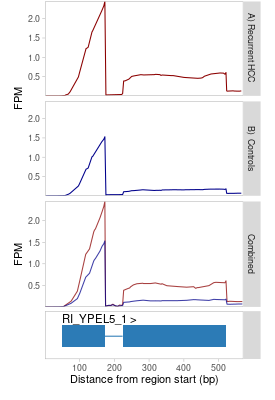 2.0
1.5
1.0
0.5
A) Recurrent HCC
FPM
2.0
1.5
1.0
0.5
B) Controls
2.0
1.5
1.0
0.5
FPM
Combined
RI_YPEL5_1 >
100 200 300 400 500
Distance from region start (bp)